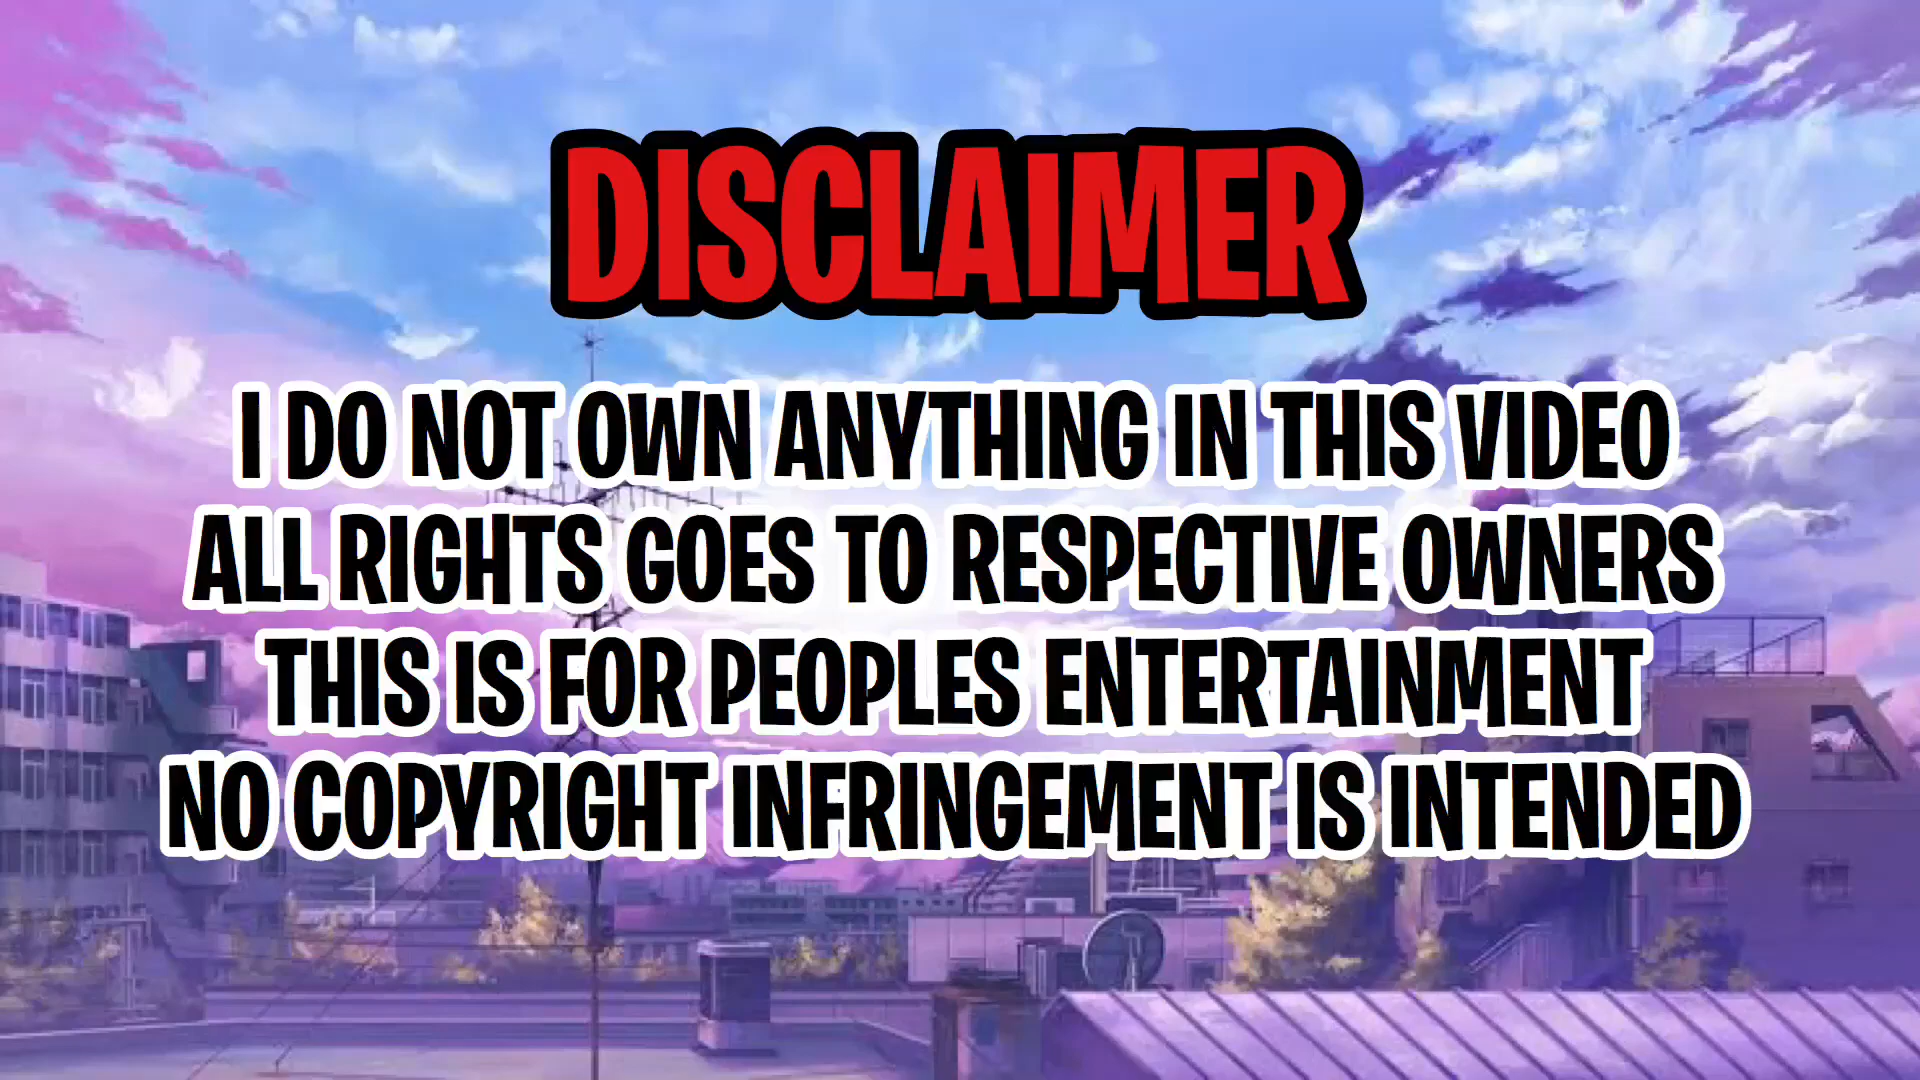 DISCLAIMER
I DO NOT OWN ANYTHING IN THIS VIDEO
ALL RIGHTS GOES TO RESPECTIVE OWNERS
THIS IS FOR PEOPLES ENTERTAINMENT
NO COPYRIGHT INFRINGEMENT IS INTENDED